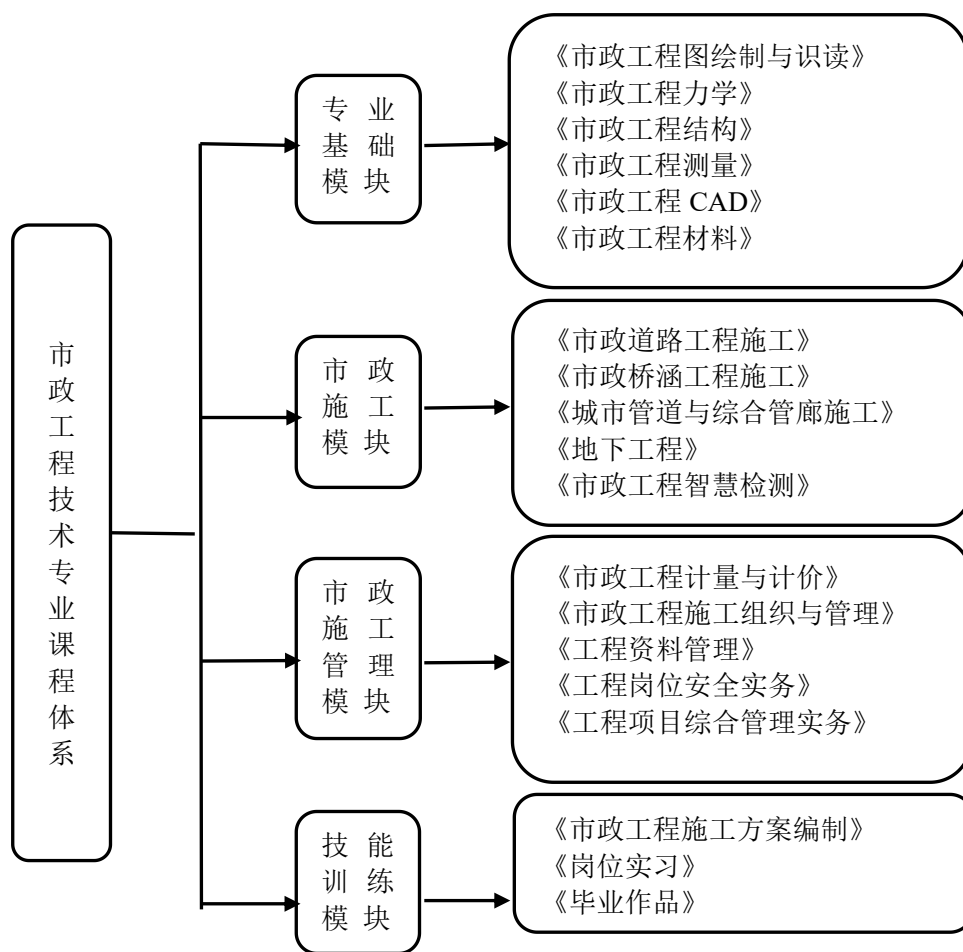 市政工程技术专业课程体系
专业
基础
模块
《市政工程图绘制与识读》
《市政工程力学》
《市政工程结构》
《市政工程测量》
《市政工程 CAD》
《市政工程材料》
市政
施工
模块
《市政道路工程施工》
《市政桥涵工程施工》
《城市管道与综合管廊施工》
《地下工程》
《市政工程智慧检测》
市政
施工
管理
模块
《市政工程计量与计价》
《市政工程施工组织与管理》
《工程资料管理》
《工程岗位安全实务》
《工程项目综合管理实务》
技能
训练
模块
《市政工程施工方案编制》
《岗位实习》
《毕业作品》